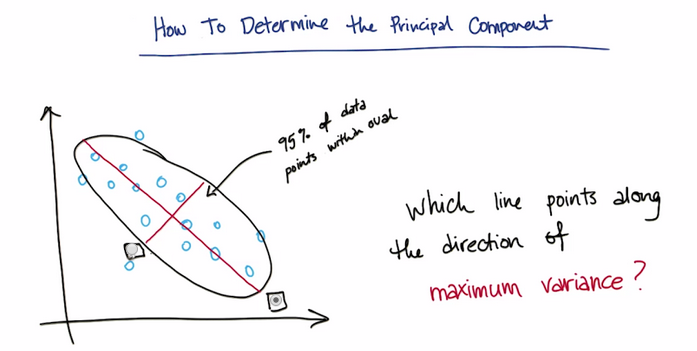 How To Determine the Principal Component
95% of data
points within oval
Which line points along
the direction of
maximum variance?